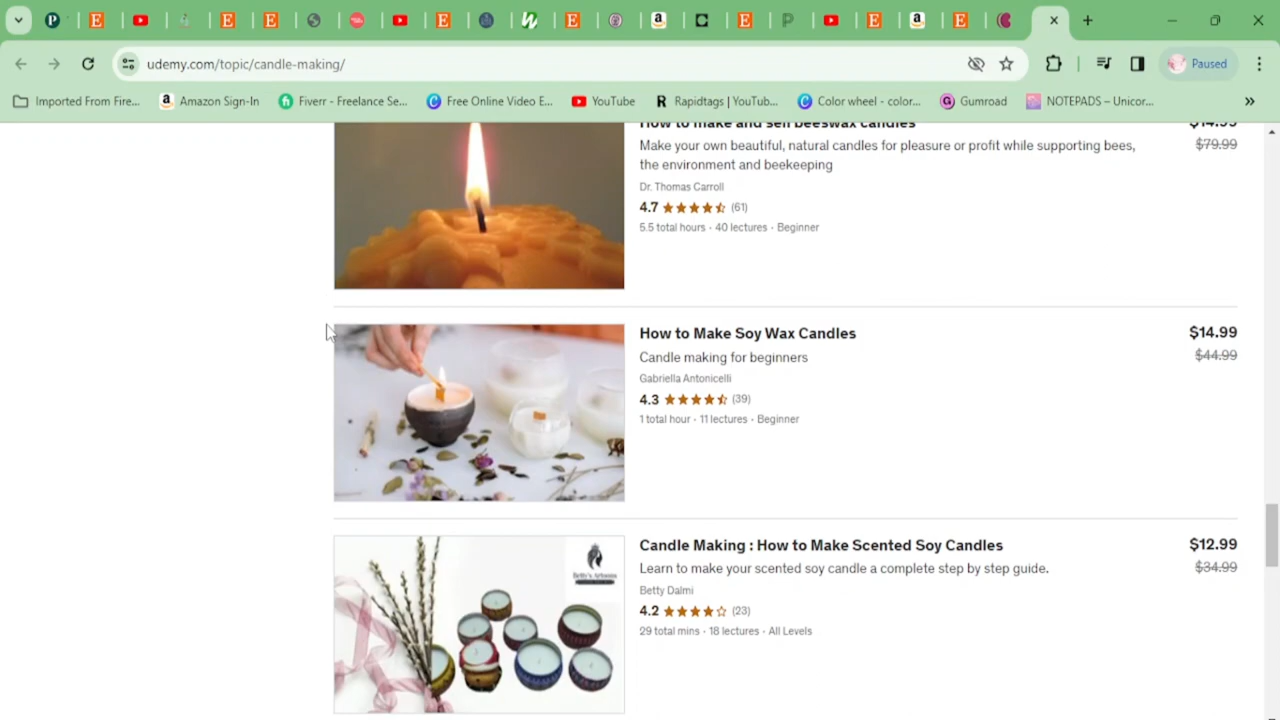 udemy.com/topic/candle-making/
Paused
Imported From Fire...
Amazon Sign-In
Fiverr - Freelance Se...
Free Online Video E...
YouTube
Rapidtags | YouTub...
Color wheel - color...
Gumroad
NOTEPADS – Unicor...
How to make and sell beeswax candles
$14.99
Make your own beautiful, natural candles for pleasure or profit while supporting bees,
$79.99
the environment and beekeeping
Dr. Thomas Carroll
4.7 (61)
5.5 total hours · 40 lectures · Beginner
How to Make Soy Wax Candles
$14.99
Candle making for beginners
$44.99
Gabriella Antonicelli
4.3 (39)
1 total hour · 11 lectures · Beginner
Candle Making : How to Make Scented Soy Candles
$12.99
Learn to make your scented soy candle a complete step by step guide.
$34.99
Betty Dalmi
4.2 (23)
29 total mins · 18 lectures · All Levels